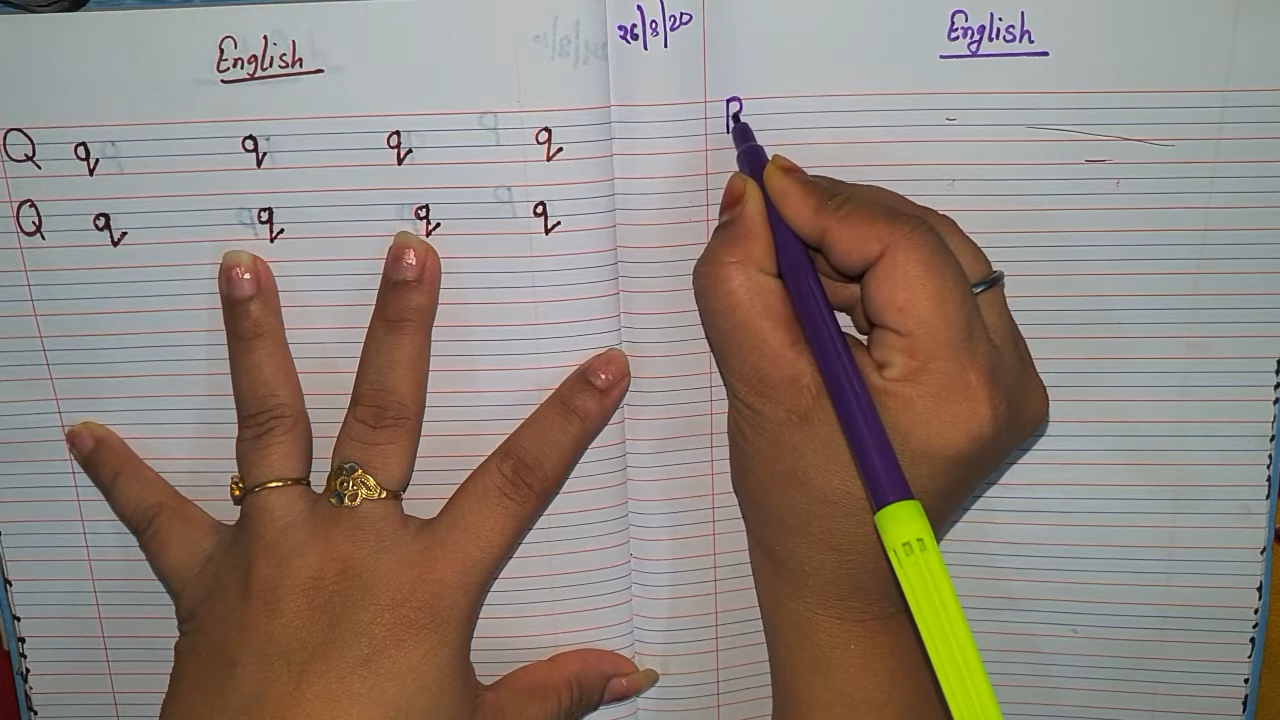 English
Q q q q q
Q q q q q
26/8/20
English
R